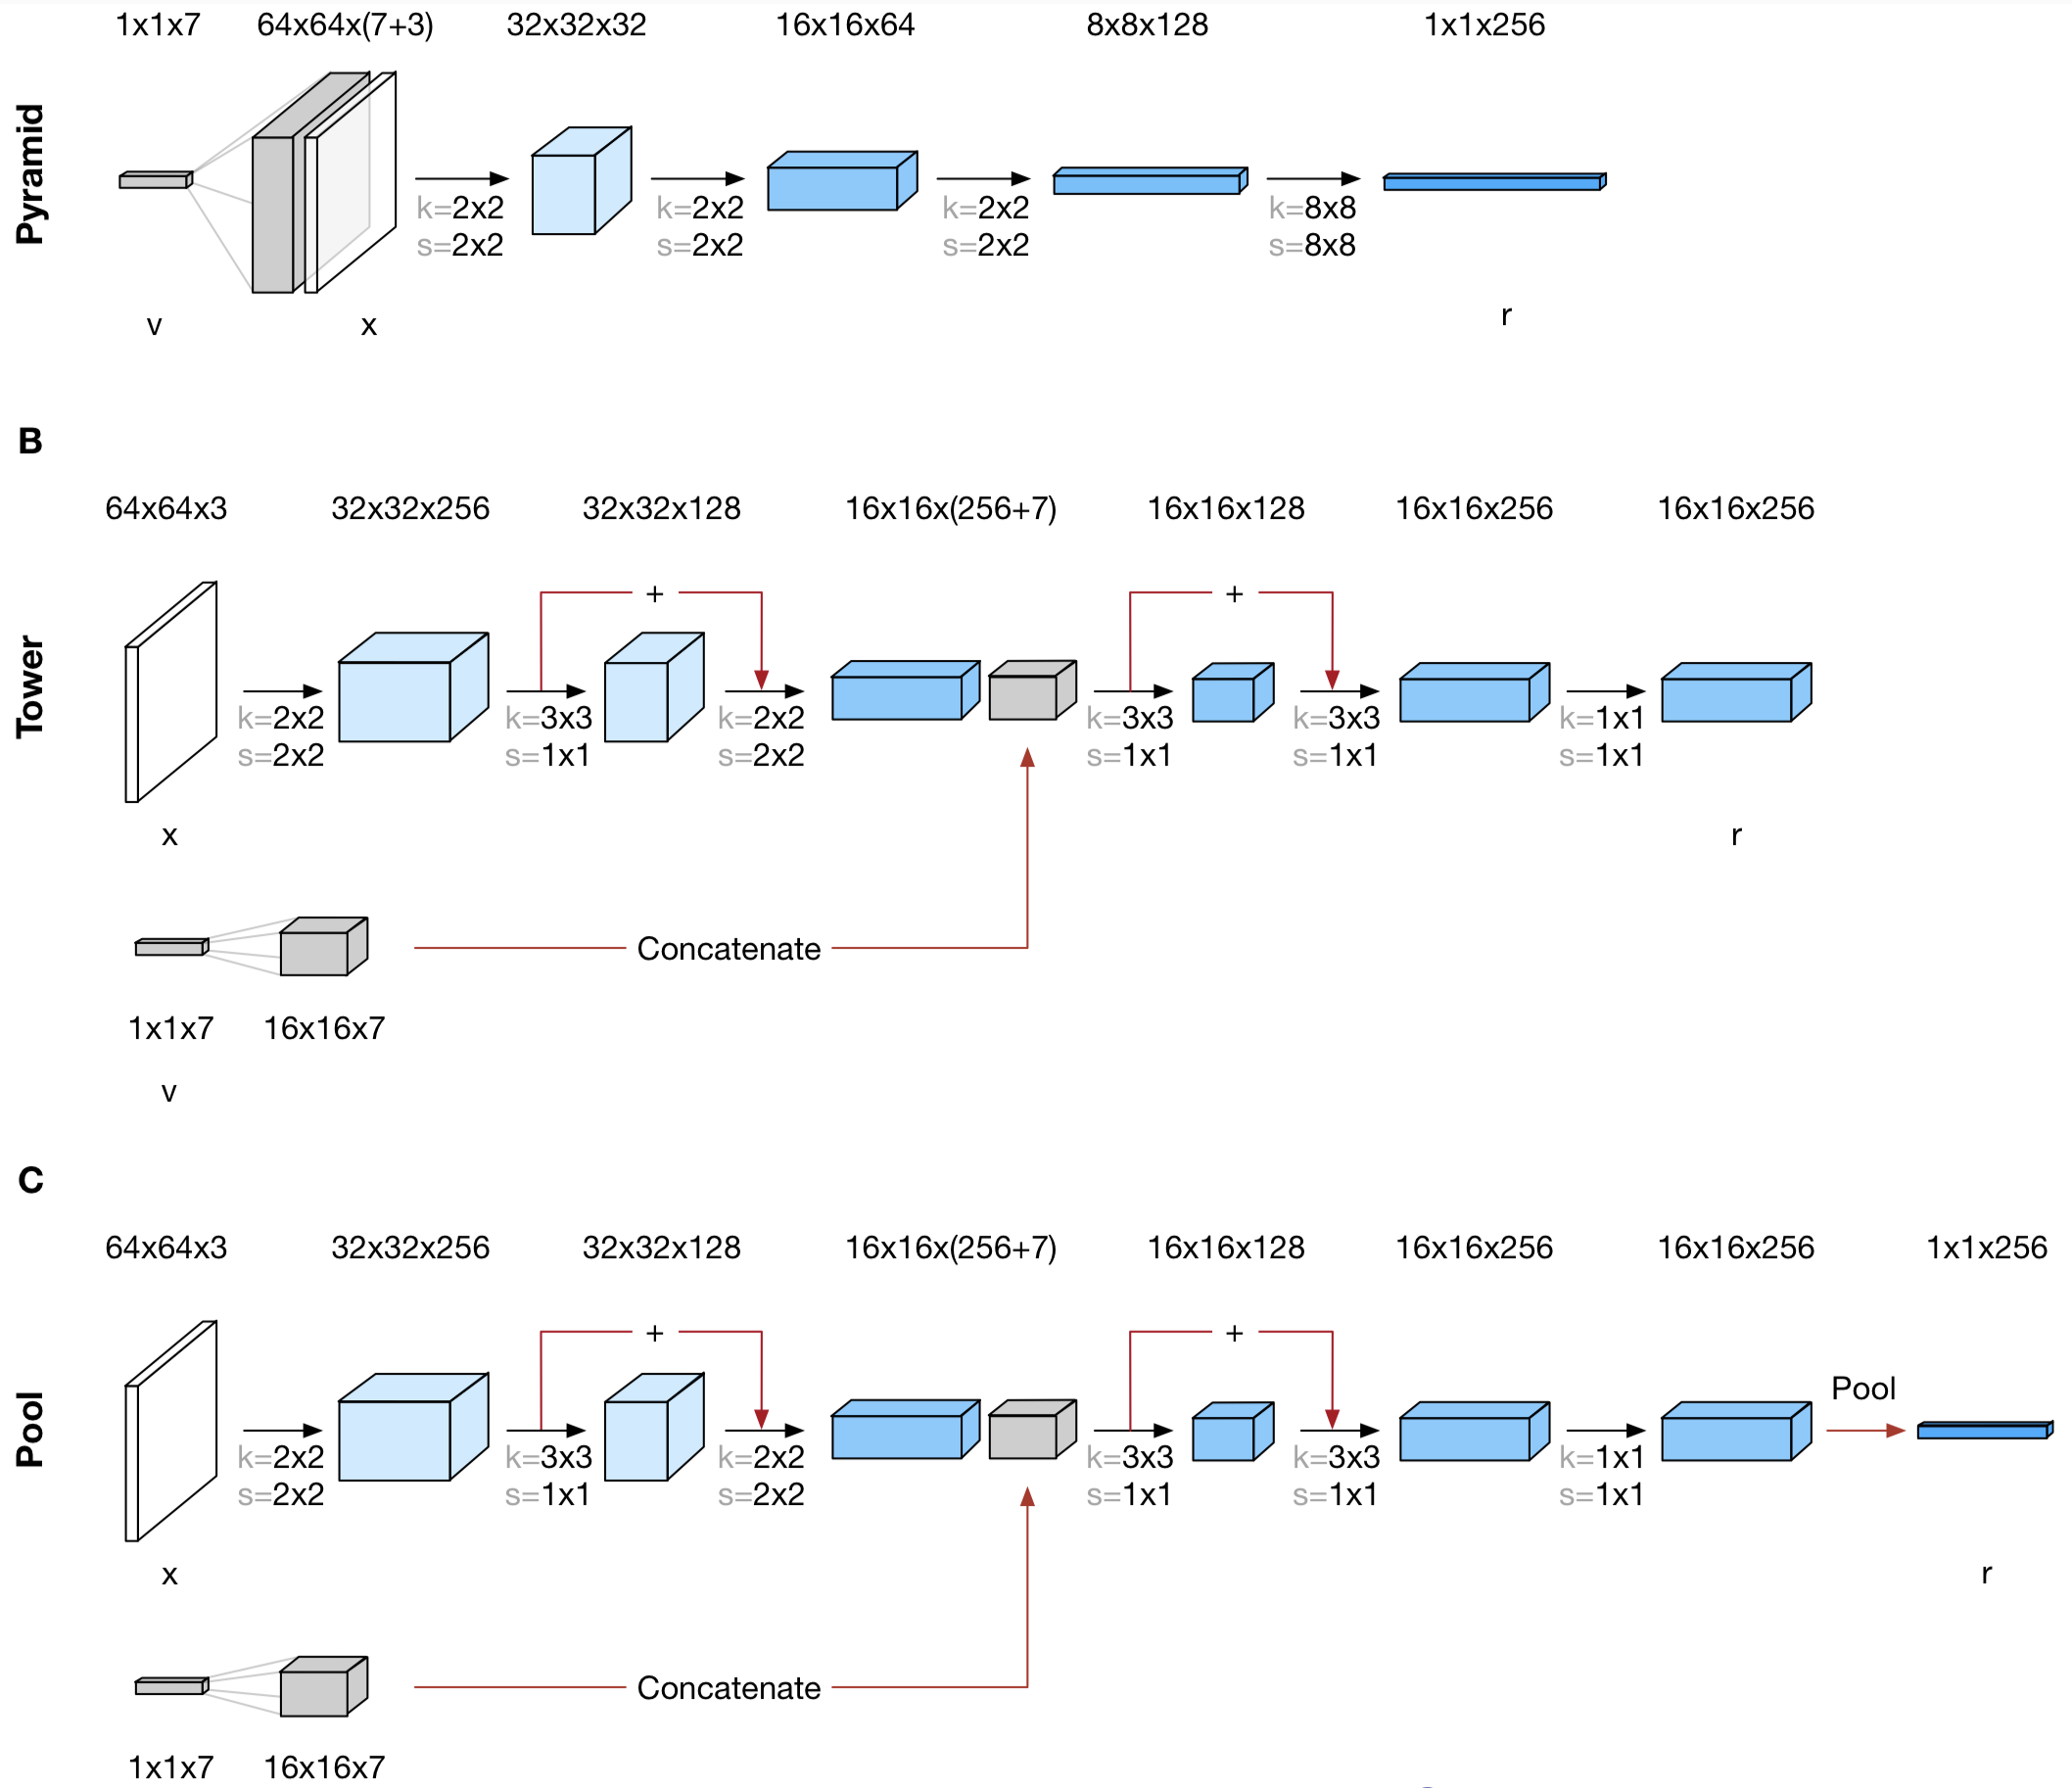 1x1x7 64x64x(7+3) 32x32x32 16x16x64 8x8x128 1x1x256
Pyramid
k=2x2 k=2x2 k=2x2 k=8x8
s=2x2 s=2x2 s=2x2 s=8x8
v x r
B
64x64x3 32x32x256 32x32x128 16x16x(256+7) 16x16x128 16x16x256 16x16x256
+ +
Tower
k=2x2 k=3x3 k=2x2 k=3x3 k=3x3 k=1x1
s=2x2 s=1x1 s=2x2 s=1x1 s=1x1 s=1x1
x r
Concatenate
1x1x7 16x16x7
v
C
64x64x3 32x32x256 32x32x128 16x16x(256+7) 16x16x128 16x16x256 16x16x256 1x1x256
+ +
Pool
Pool
k=2x2 k=3x3 k=2x2 k=3x3 k=3x3 k=1x1
s=2x2 s=1x1 s=2x2 s=1x1 s=1x1 s=1x1
x r
Concatenate
1x1x7 16x16x7